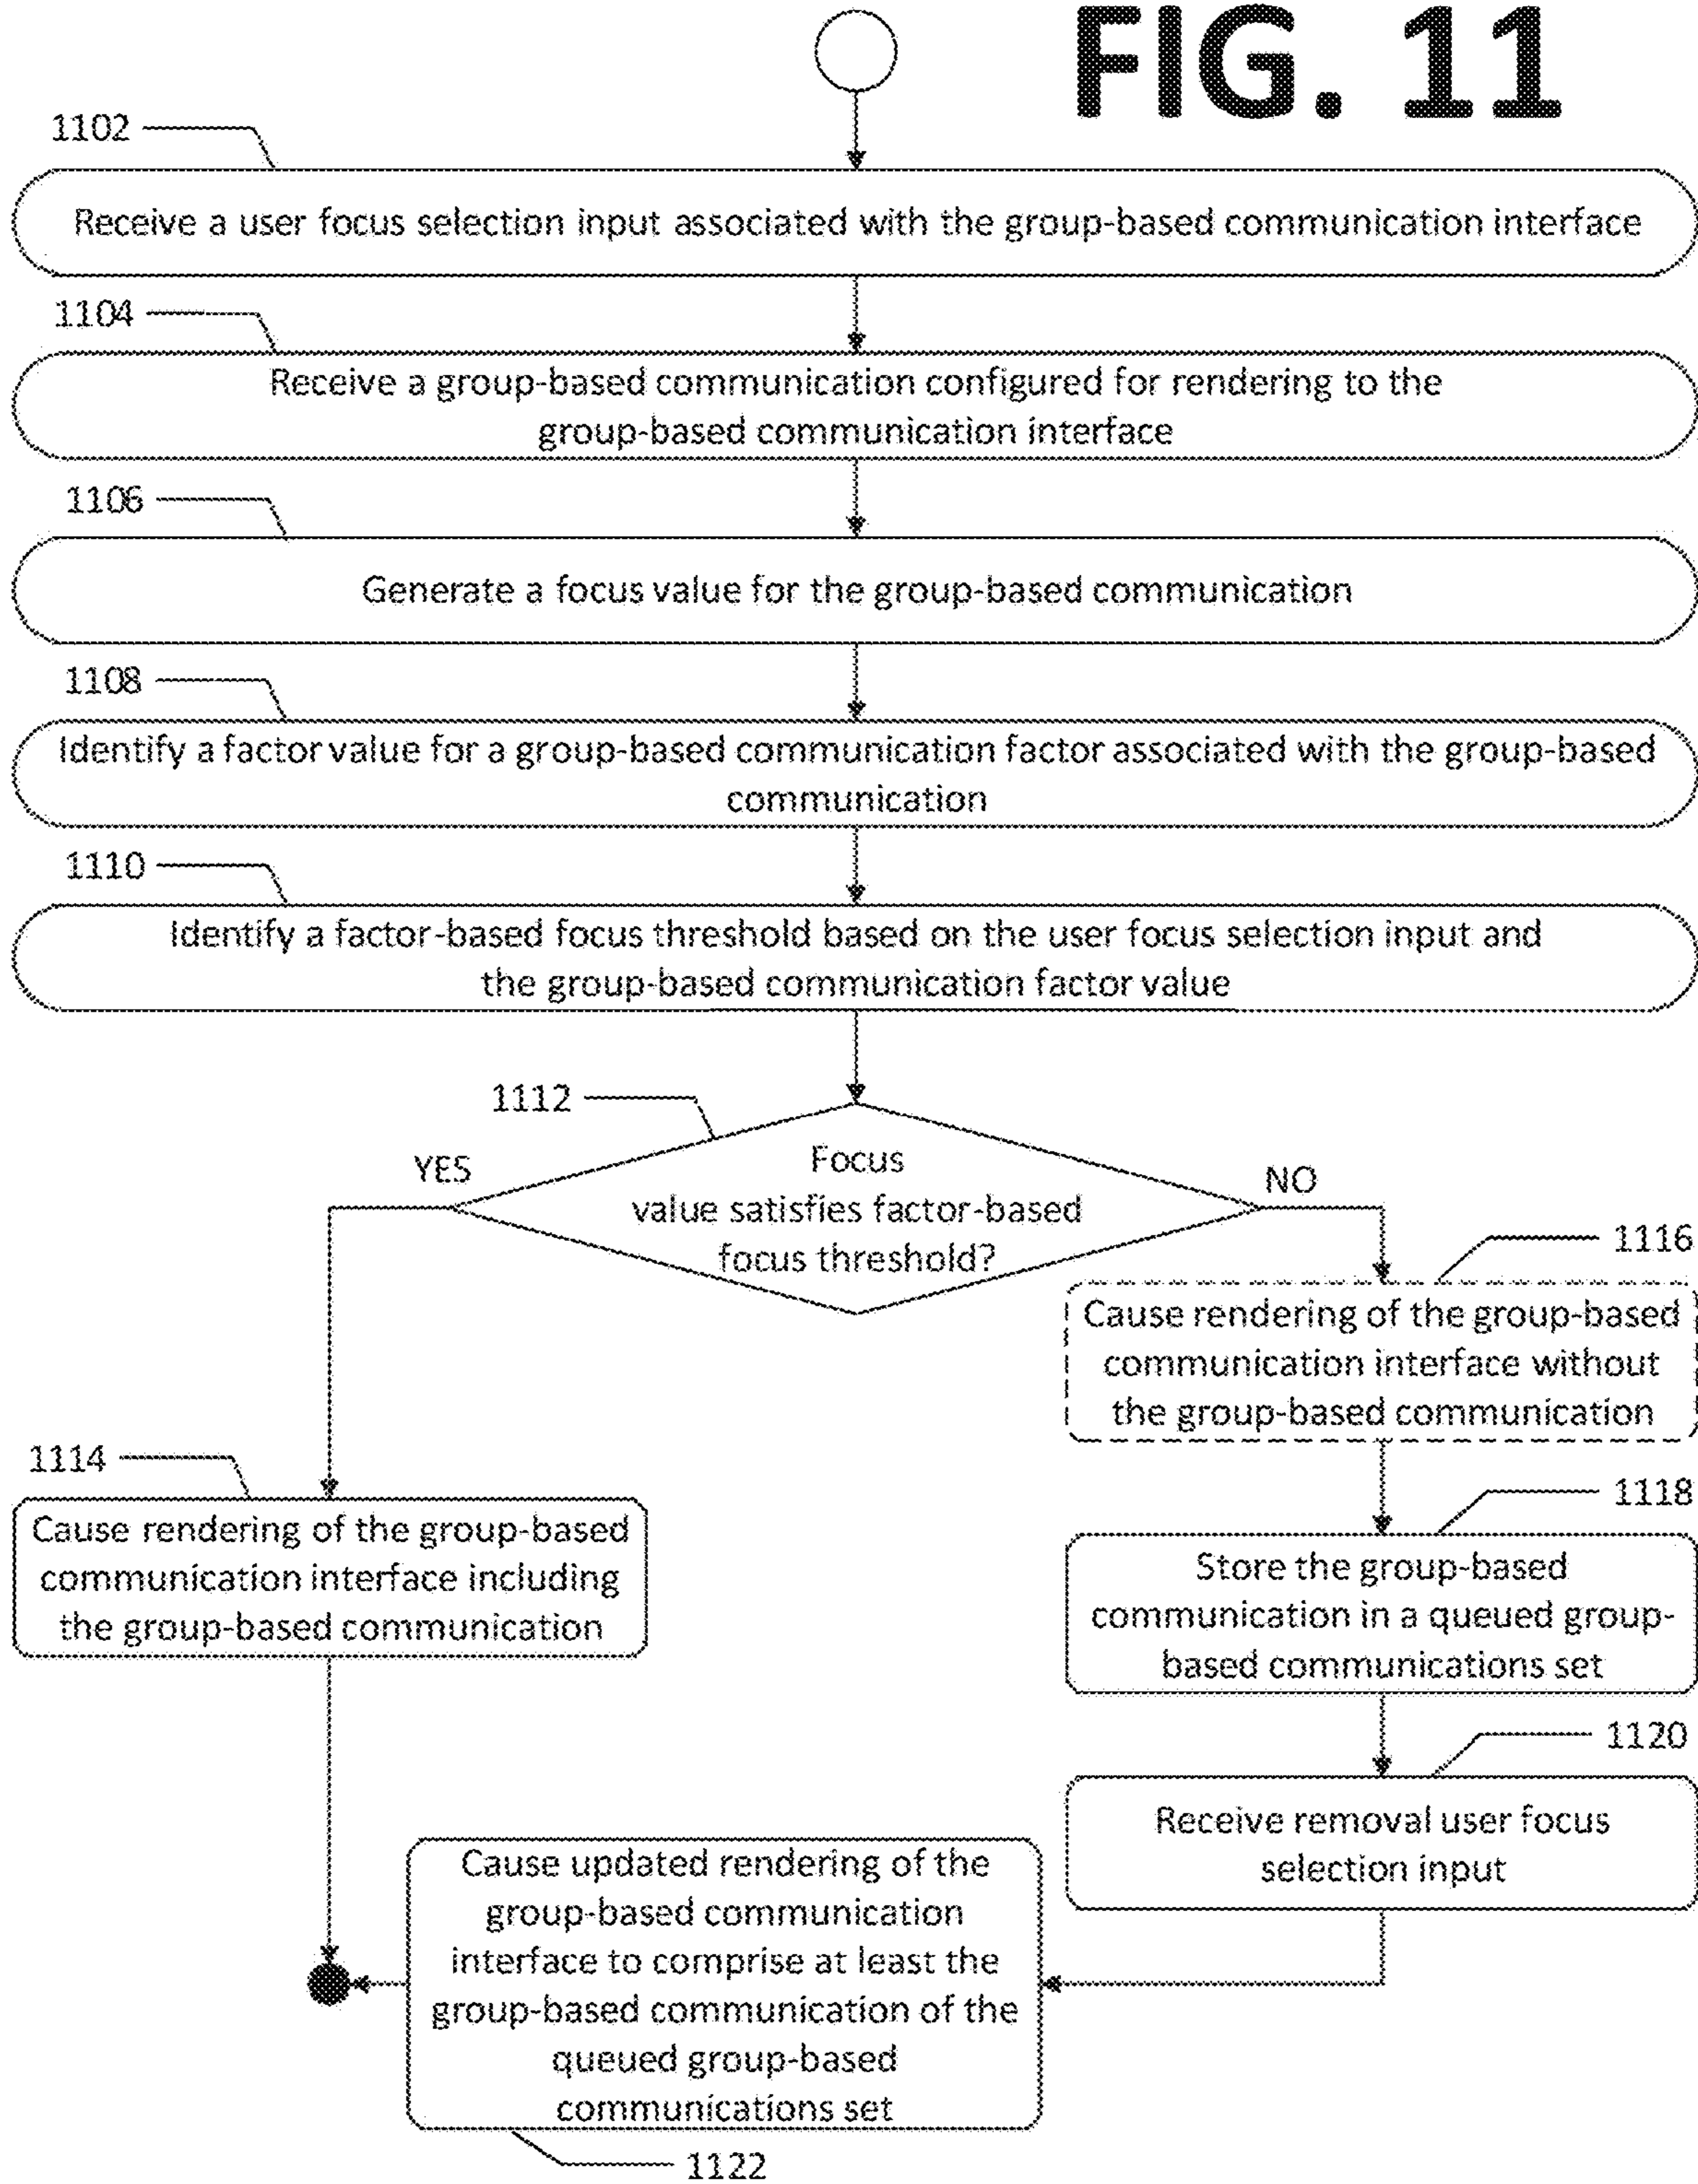 FIG. 11
1102
Receive a user focus selection input associated with the group-based communication interface
1104
Receive a group-based communication configured for rendering to the
group-based communication interface
1106
Generate a focus value for the group-based communication
1108
Identify a factor value for a group-based communication factor associated with the group-based
communication
1110
Identify a factor-based focus threshold based on the user focus selection input and
the group-based communication factor value
1112
YES
Focus
value satisfies factor-based
focus threshold?
NO
1116
Cause rendering of the group-based
communication interface without
the group-based communication
1114
Cause rendering of the group-based
communication interface including
the group-based communication
1118
Store the group-based
communication in a queued group-
based communications set
1120
Receive removal user focus
selection input
Cause updated rendering of the
group-based communication
interface to comprise at least the
group-based communication of the
queued group-based
communications set
1122